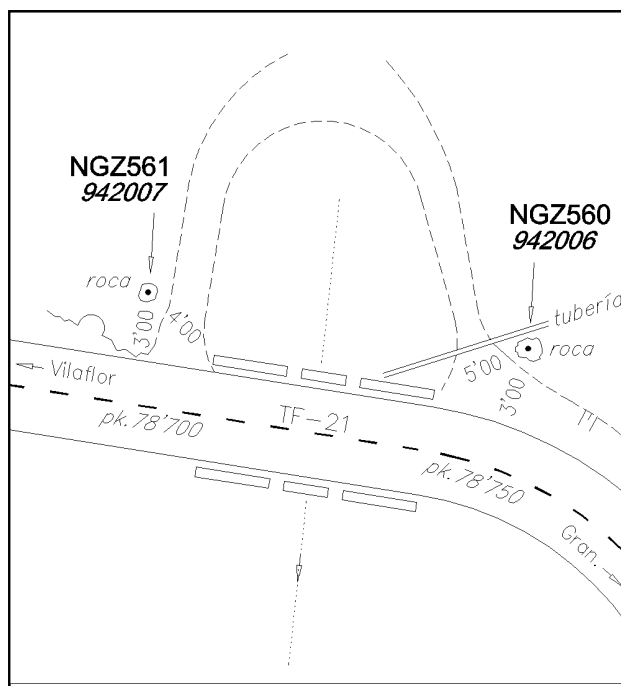 NGZ561
942007
NGZ560
942006
roca
tubería
3'00
4'00
roca
5'00
3'00
Vilaflor
TF-21
TT
pk.78'700
pk.78'750
Gran.